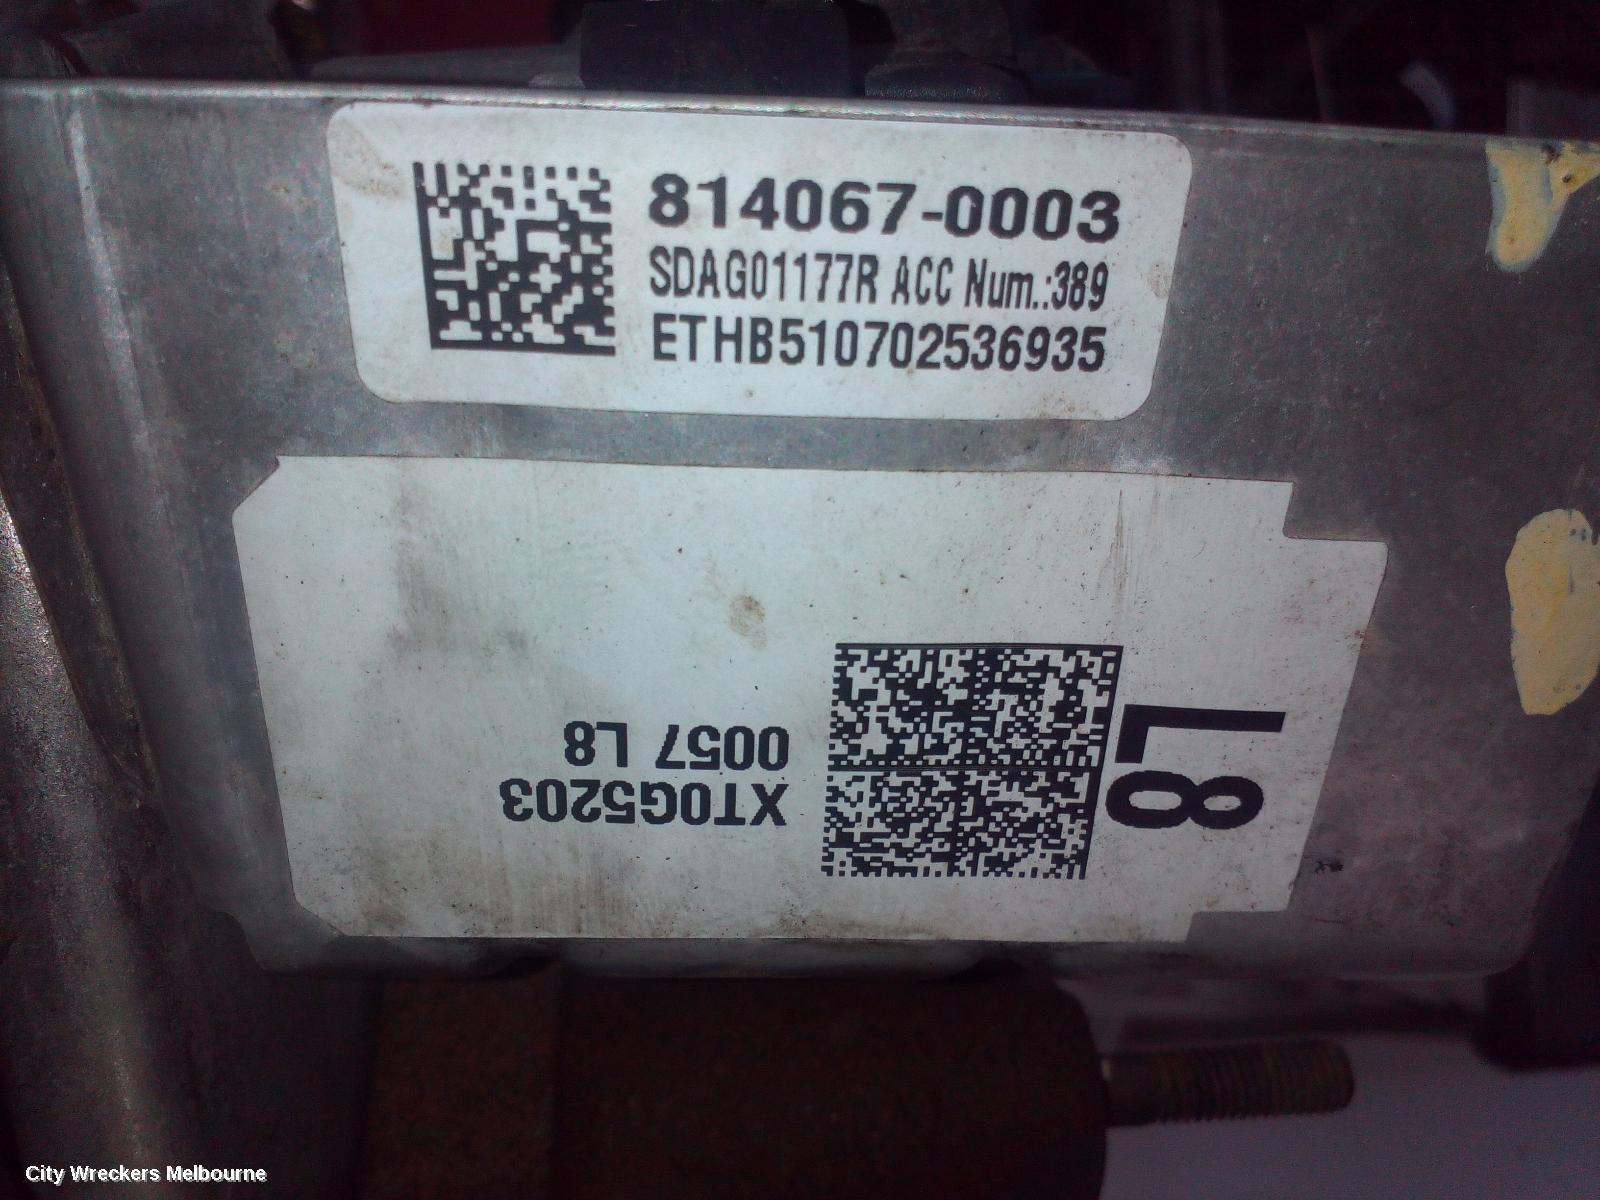 814067-0003
SDAG01177R ACC Num.:389
ETHB510702536935
L8
XT0G5203
0057 L8
City Wreckers Melbourne